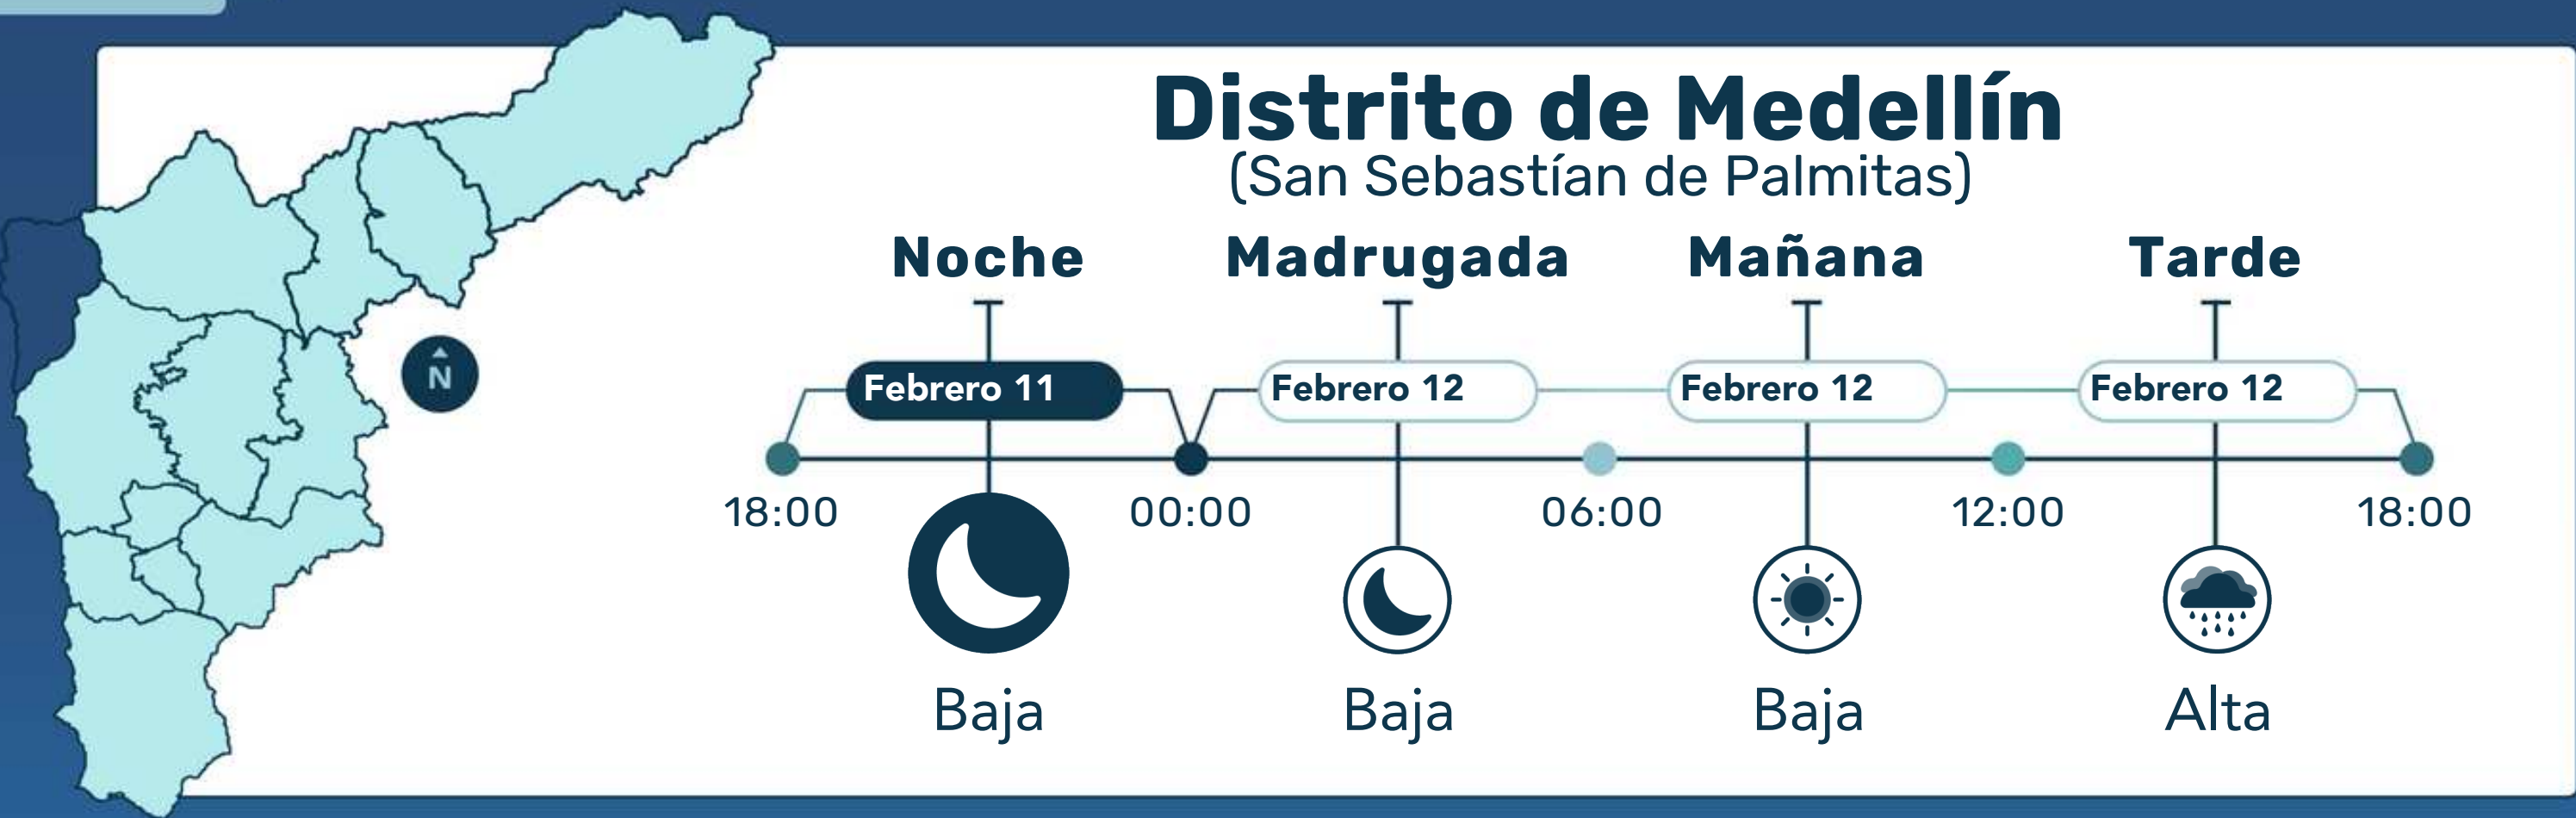 Distrito de Medellín
(San Sebastían de Palmitas)
Noche Madrugada Mañana Tarde
Febrero 11 Febrero 12 Febrero 12 Febrero 12
N
18:00 00:00 06:00 12:00 18:00
Baja Baja Baja Alta